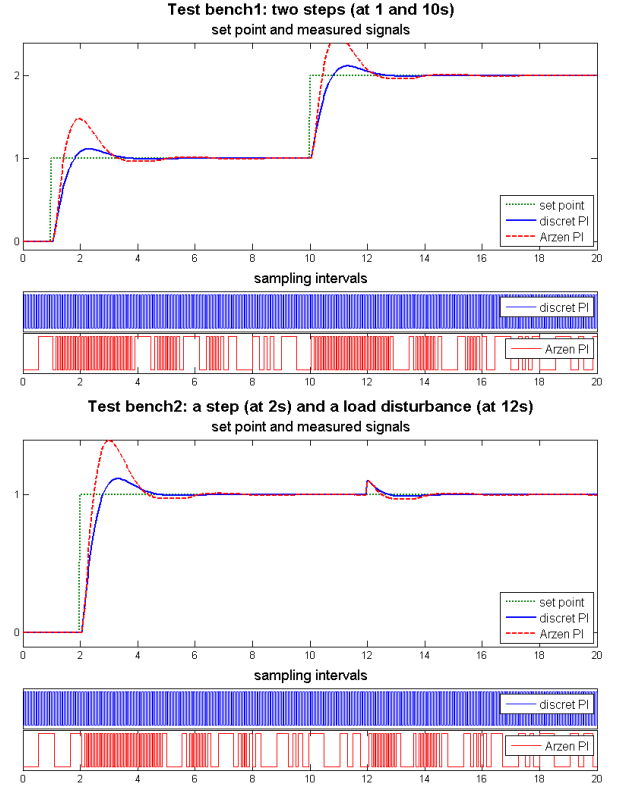 Test bench1: two steps (at 1 and 10s)
set point and measured signals
2
1
0
set point
discret PI
Arzen PI
0 2 4 6 8 10 12 14 16 18 20
sampling intervals
discret PI
Arzen PI
0 2 4 6 8 10 12 14 16 18 20
Test bench2: a step (at 2s) and a load disturbance (at 12s)
set point and measured signals
1
0
set point
discret PI
Arzen PI
0 2 4 6 8 10 12 14 16 18 20
sampling intervals
discret PI
Arzen PI
0 2 4 6 8 10 12 14 16 18 20